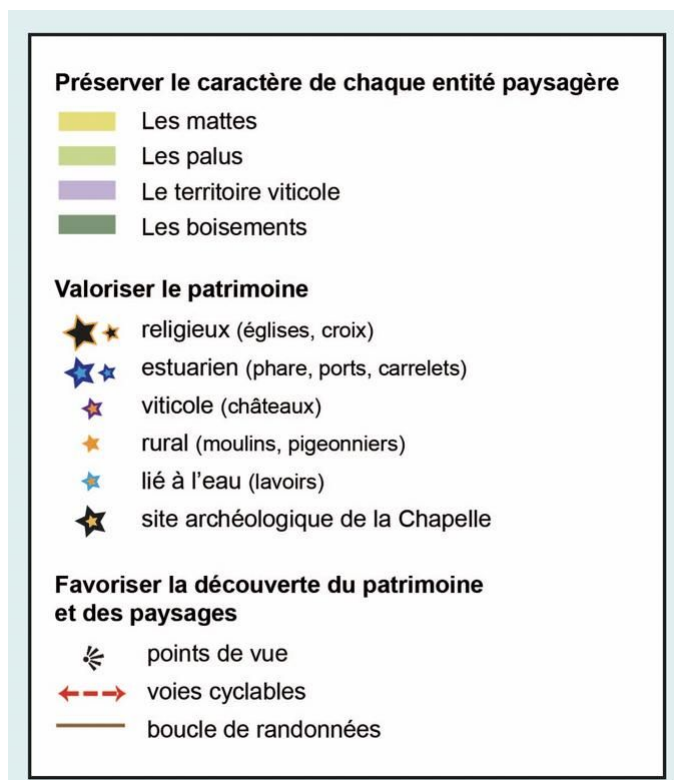 Préserver le caractère de chaque entité paysagère
Les mattes
Les palus
Le territoire viticole
Les boisements
Valoriser le patrimoine
religieux (églises, croix)
estuarien (phare, ports, carrelets)
viticole (châteaux)
rural (moulins, pigeonniers)
lié à l'eau (lavoirs)
site archéologique de la Chapelle
Favoriser la découverte du patrimoine
et des paysages
points de vue
voies cyclables
boucle de randonnées